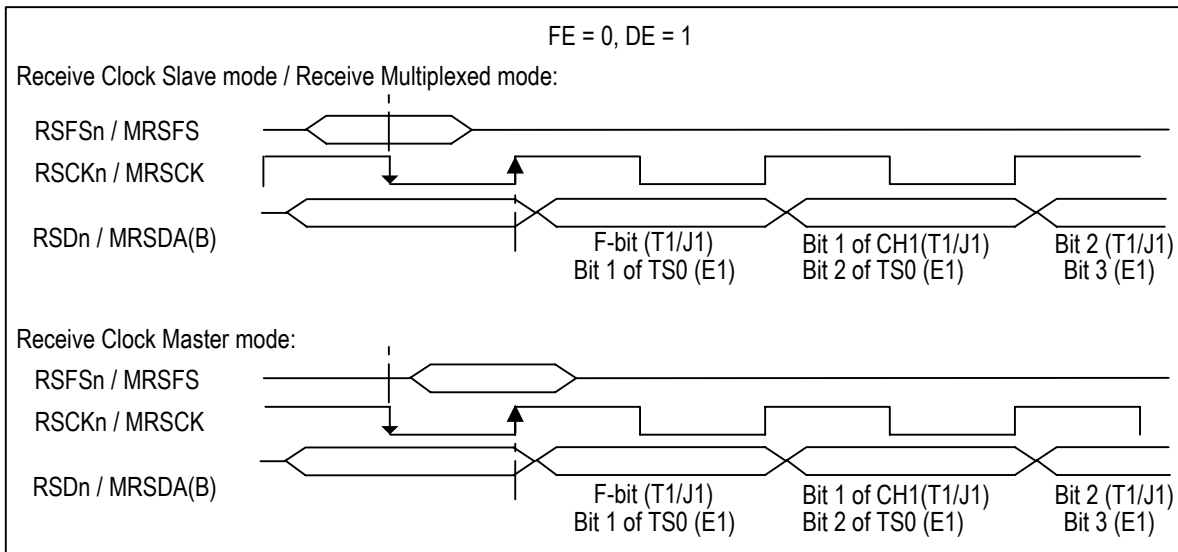 FE = 0, DE = 1
Receive Clock Slave mode / Receive Multiplexed mode:
RSFSn / MRSFS
RSCKn / MRSCK
RSDn / MRSDA(B)
F-bit (T1/J1) Bit 1 of CH1(T1/J1) Bit 2 (T1/J1)
Bit 1 of TS0 (E1) Bit 2 of TS0 (E1) Bit 3 (E1)
Receive Clock Master mode:
RSFSn / MRSFS
RSCKn / MRSCK
RSDn / MRSDA(B)
F-bit (T1/J1) Bit 1 of CH1(T1/J1) Bit 2 (T1/J1)
Bit 1 of TS0 (E1) Bit 2 of TS0 (E1) Bit 3 (E1)